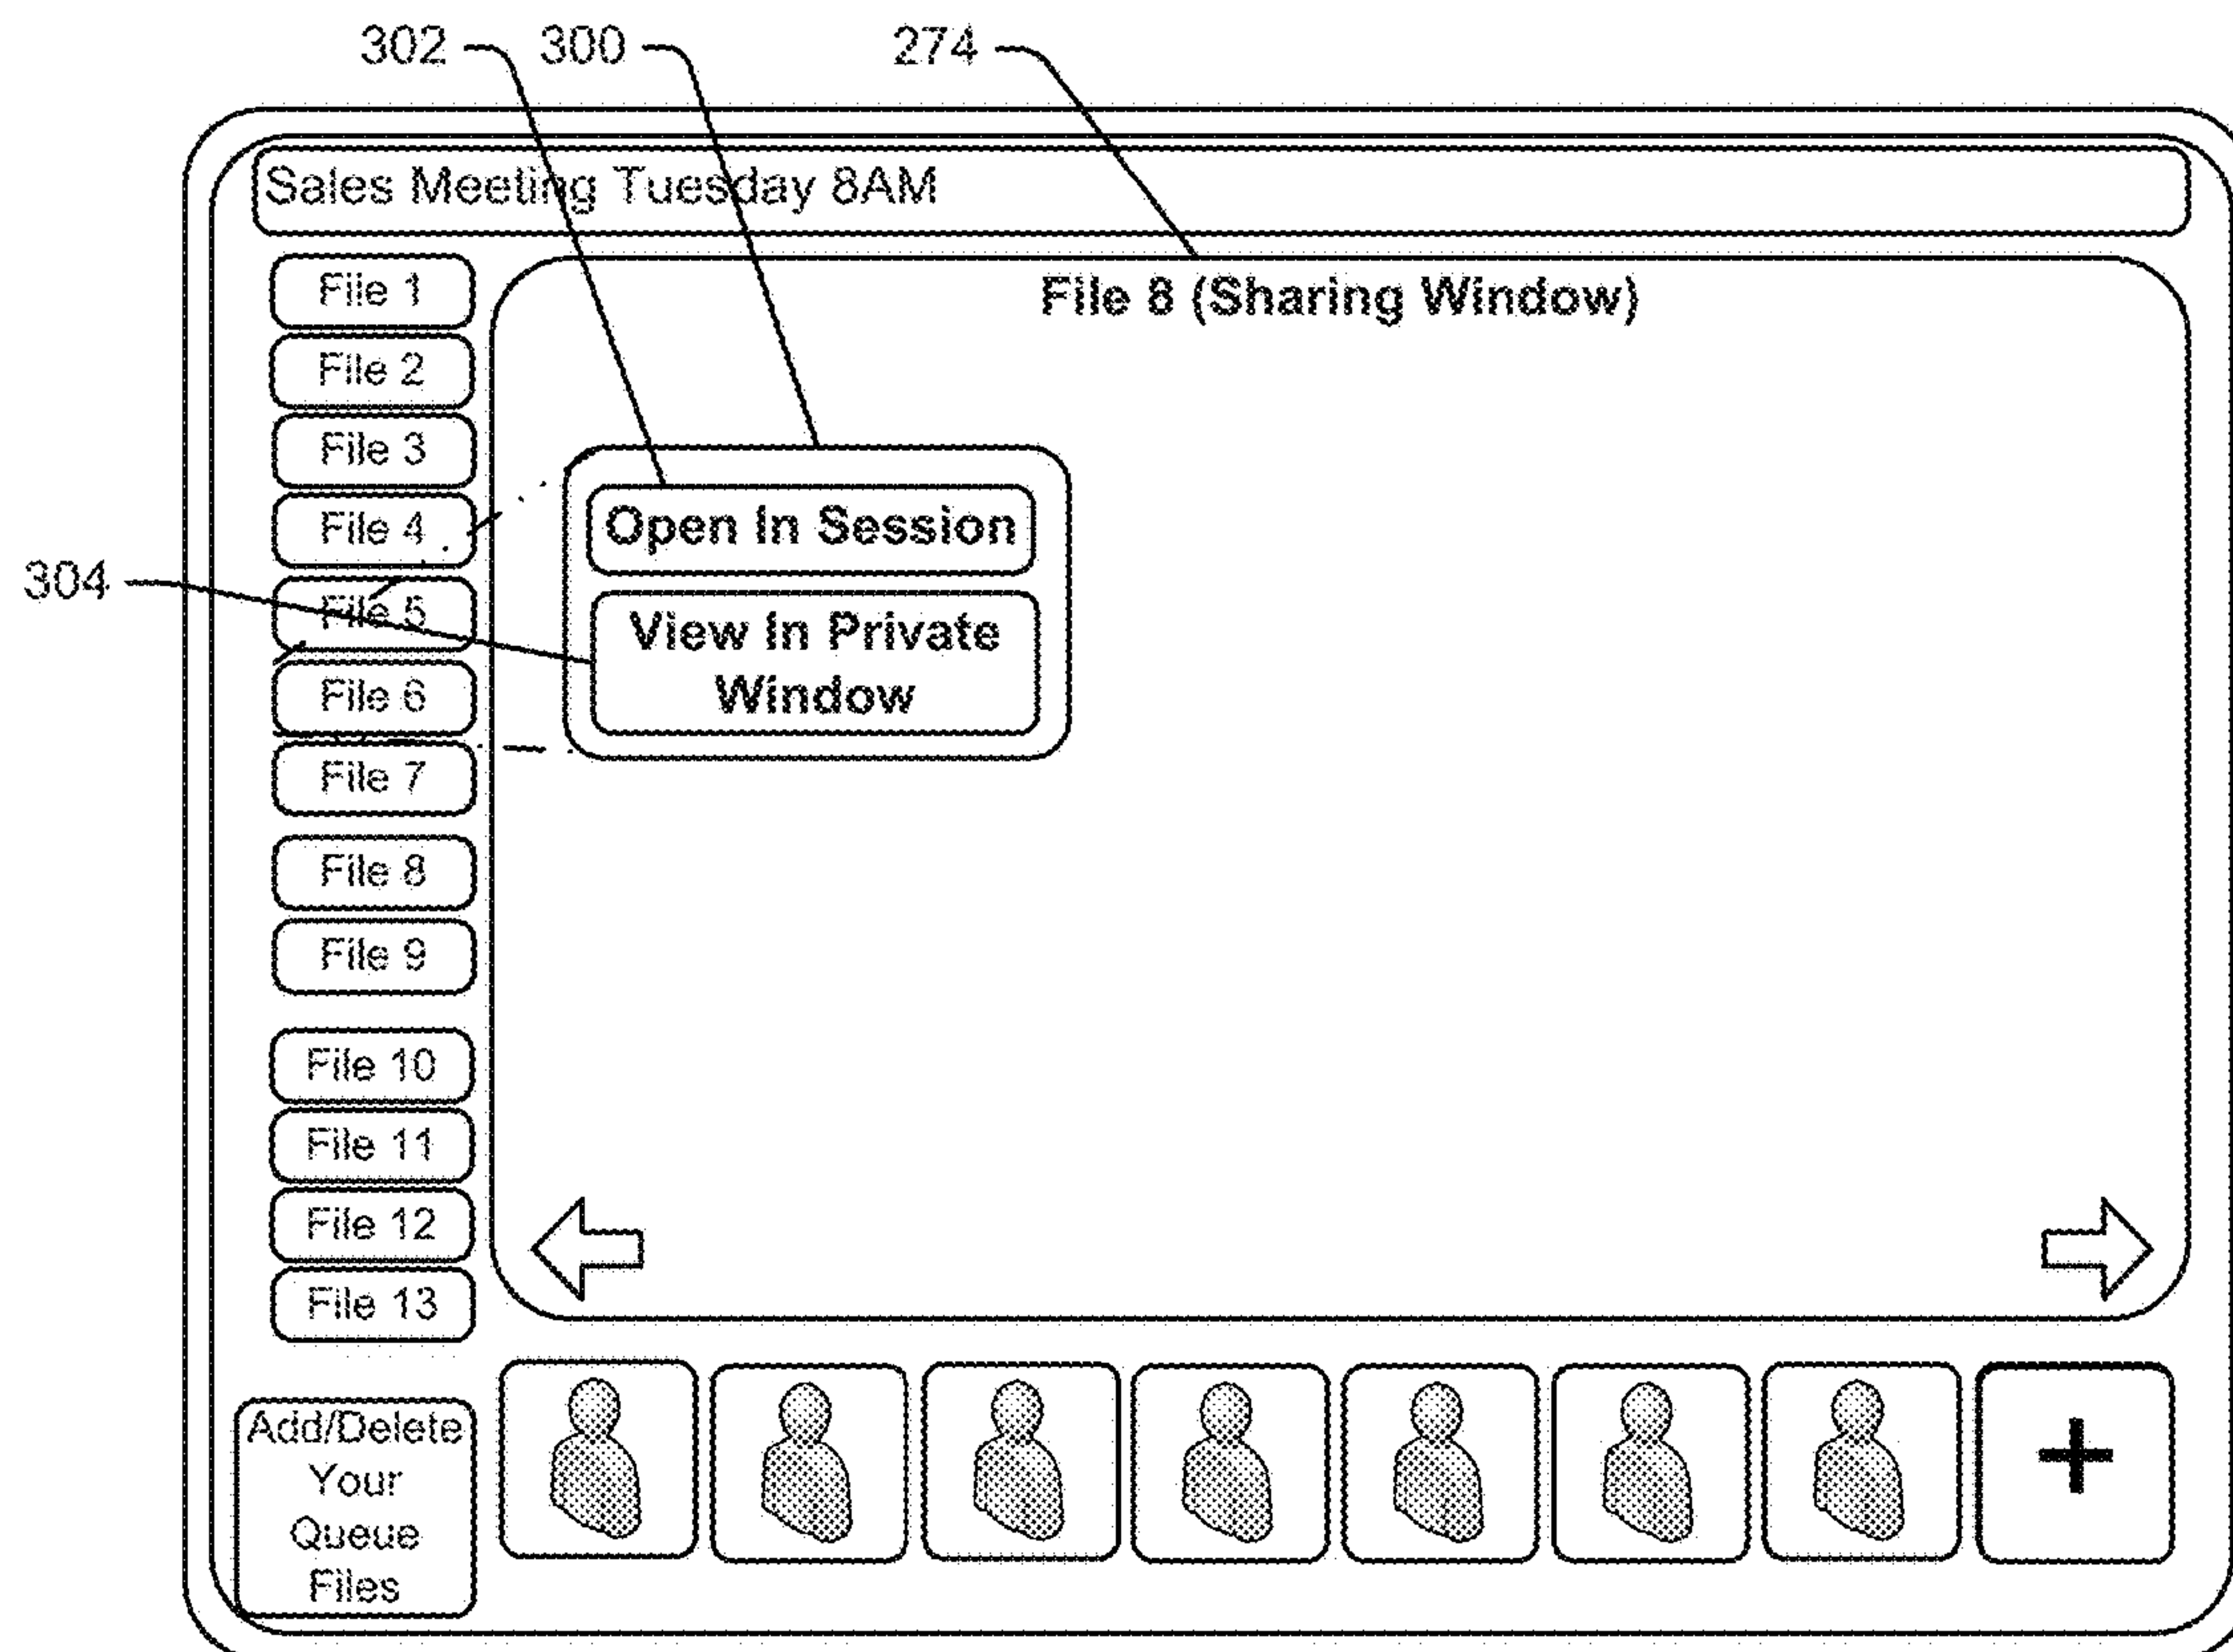 302 300 274
Sales Meeting Tuesday 8AM
File 1
File 2
File 3
File 4
File 5
File 6
File 7
File 8
File 9
File 10
File 11
File 12
File 13
File 8 (Sharing Window)
Open In Session
View In Private
Window
304
Add/Delete
Your
Queue
Files
+